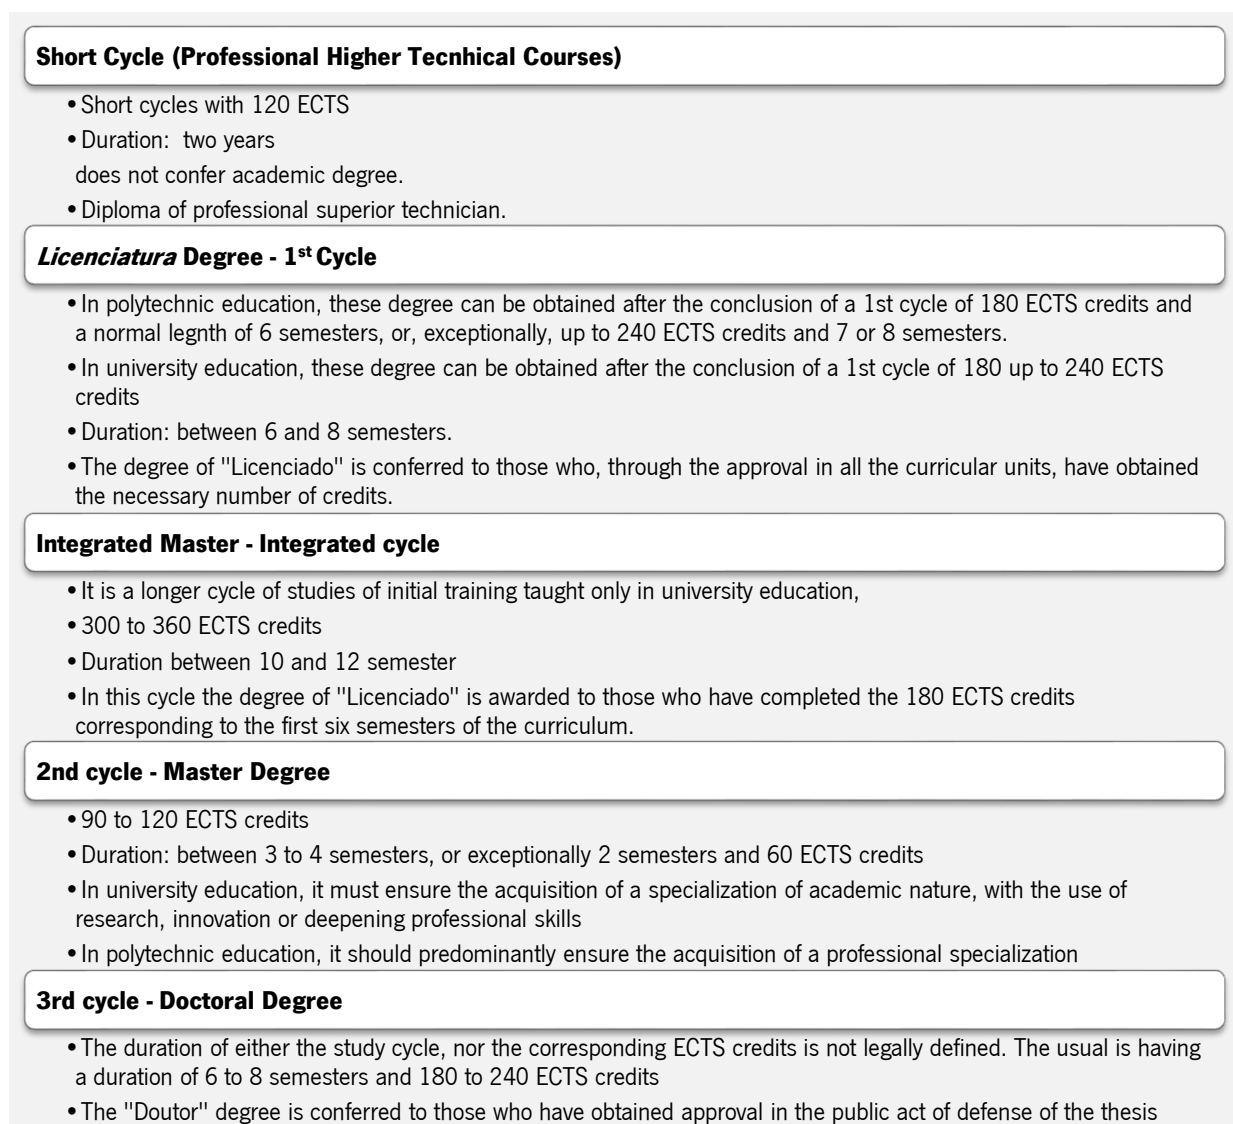 Short Cycle (Professional Higher Tecnhical Courses)
• Short cycles with 120 ECTS
• Duration:  two years
does not confer academic degree.
• Diploma of professional superior technician.
Licenciatura Degree - 1st Cycle
• In polytechnic education, these degree can be obtained after the conclusion of a 1st cycle of 180 ECTS credits and
a normal legnth of 6 semesters, or, exceptionally, up to 240 ECTS credits and 7 or 8 semesters.
• In university education, these degree can be obtained after the conclusion of a 1st cycle of 180 up to 240 ECTS
credits
• Duration: between 6 and 8 semesters.
• The degree of "Licenciado" is conferred to those who, through the approval in all the curricular units, have obtained
the necessary number of credits.
Integrated Master - Integrated cycle
• It is a longer cycle of studies of initial training taught only in university education,
• 300 to 360 ECTS credits
• Duration between 10 and 12 semester
• In this cycle the degree of "Licenciado" is awarded to those who have completed the 180 ECTS credits
corresponding to the first six semesters of the curriculum.
2nd cycle - Master Degree
• 90 to 120 ECTS credits
• Duration: between 3 to 4 semesters, or exceptionally 2 semesters and 60 ECTS credits
• In university education, it must ensure the acquisition of a specialization of academic nature, with the use of
research, innovation or deepening professional skills
• In polytechnic education, it should predominantly ensure the acquisition of a professional specialization
3rd cycle - Doctoral Degree
• The duration of either the study cycle, nor the corresponding ECTS credits is not legally defined. The usual is having
a duration of 6 to 8 semesters and 180 to 240 ECTS credits
• The "Doutor" degree is conferred to those who have obtained approval in the public act of defense of the thesis